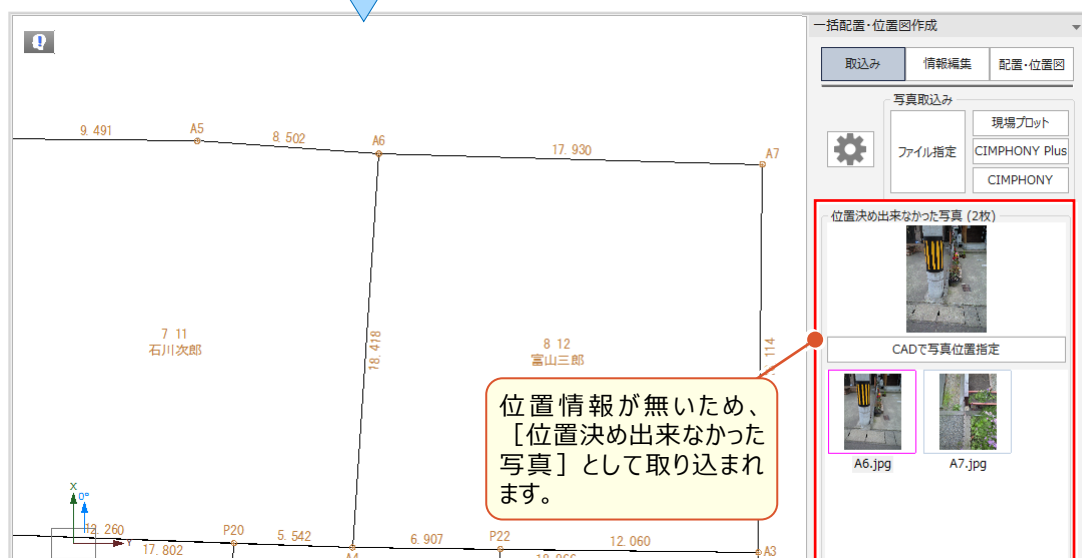 一括配置・位置図作成
取込み
情報編集
配置・位置図
写真取込み
ファイル指定
現場プロット
CIMPHONY Plus
CIMPHONY
位置決め出来なかった写真 (2枚)
CADで写真位置指定
A6.jpg
A7.jpg
9.491
A5
8.502
A6
17.930
A7
7 11
石川次郎
18.418
8 12
富山三郎
位置情報が無いため、
［位置決め出来なかった
写真］として取り込まれ
ます。
X
0°
Y
12.260
17.802
P20
5.542
A4
6.907
P22
12.060
A3